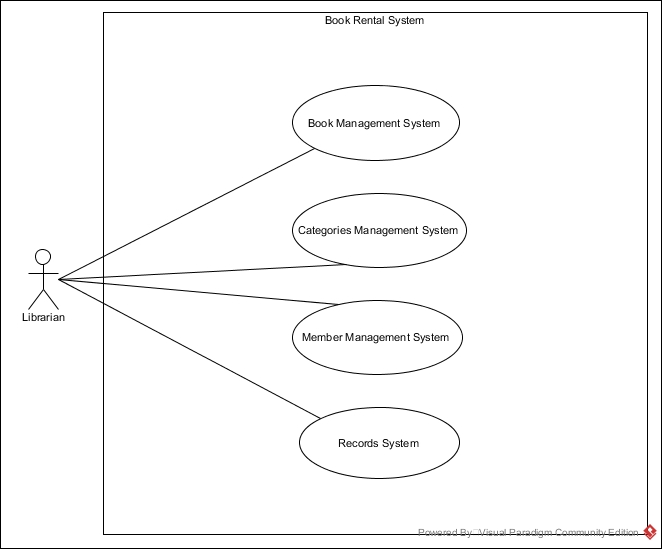 Book Rental System
Book Management System
Categories Management System
Member Management System
Librarian
Records System
Powered By Visual Paradigm Community Edition